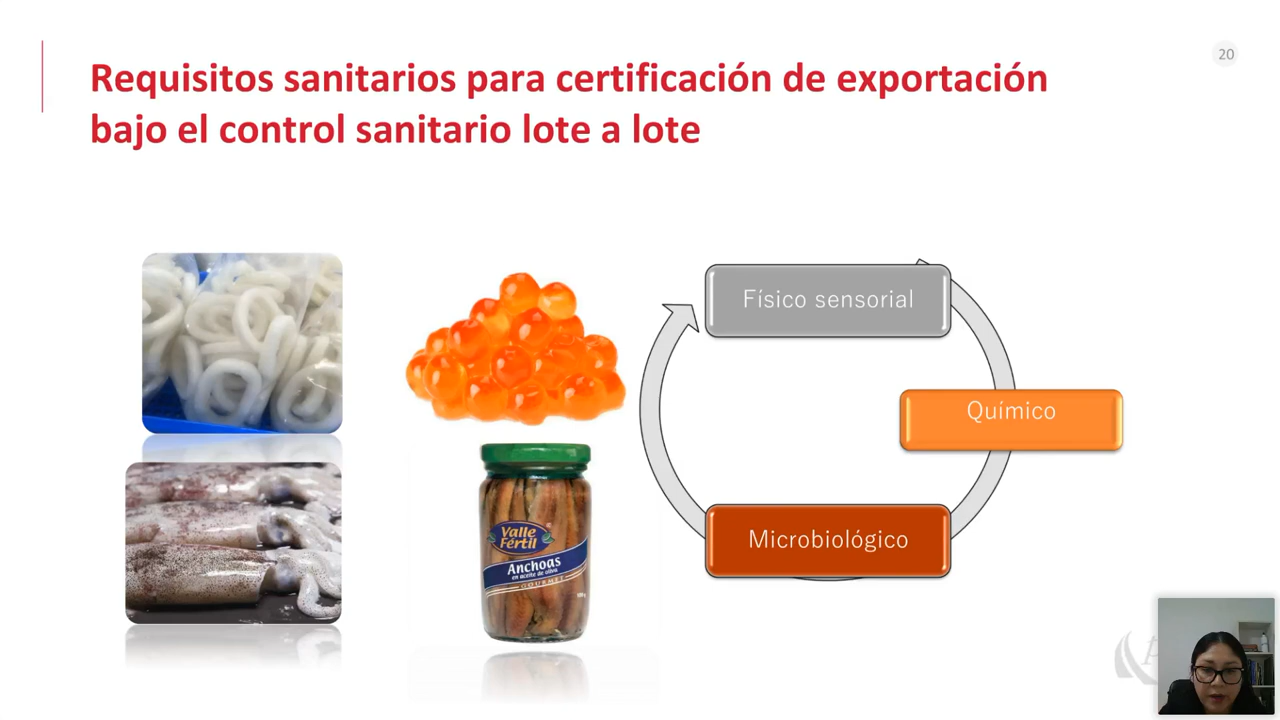 20
Requisitos sanitarios para certificación de exportación
bajo el control sanitario lote a lote
Físico sensorial
Químico
Microbiológico
Valle
Fértil
Anchoas
en aceite de oliva
GOURMET